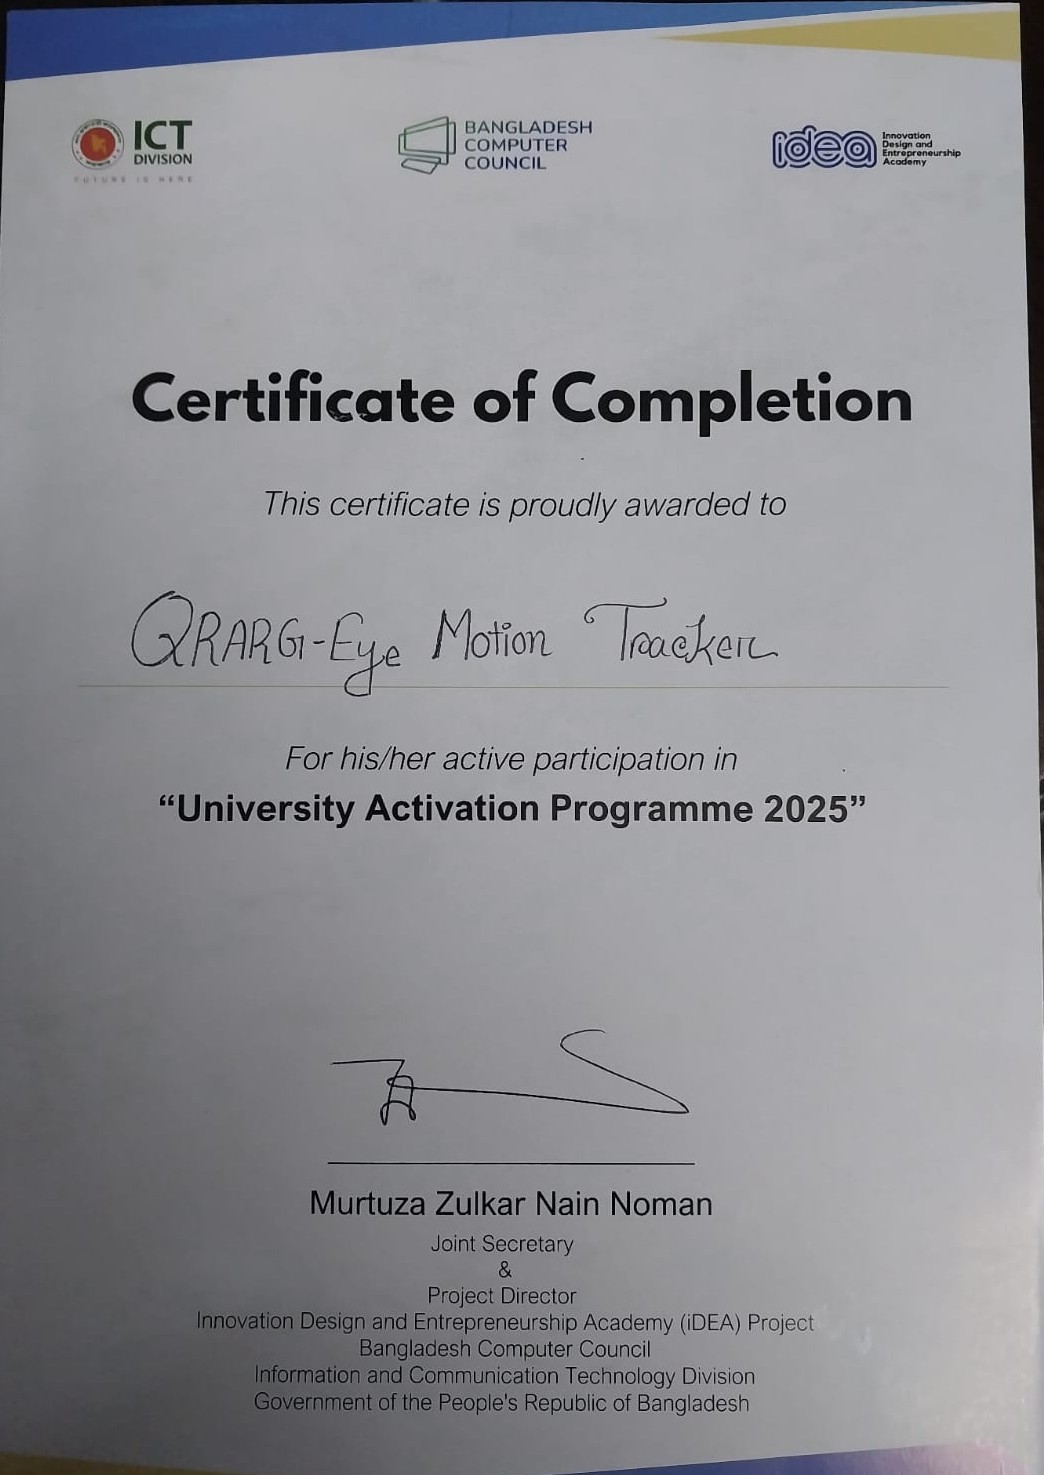 ICT
DIVISION
FUTURE IS HERE
BANGLADESH
COMPUTER
COUNCIL
idea
Innovation
Design and
Entrepreneurship
Academy
Certificate of Completion
This certificate is proudly awarded to
QRARG-Eye Motion Tracker
For his/her active participation in
“University Activation Programme 2025”
Murtuza Zulkar Nain Noman
Joint Secretary
&
Project Director
Innovation Design and Entrepreneurship Academy (iDEA) Project
Bangladesh Computer Council
Information and Communication Technology Division
Government of the People's Republic of Bangladesh